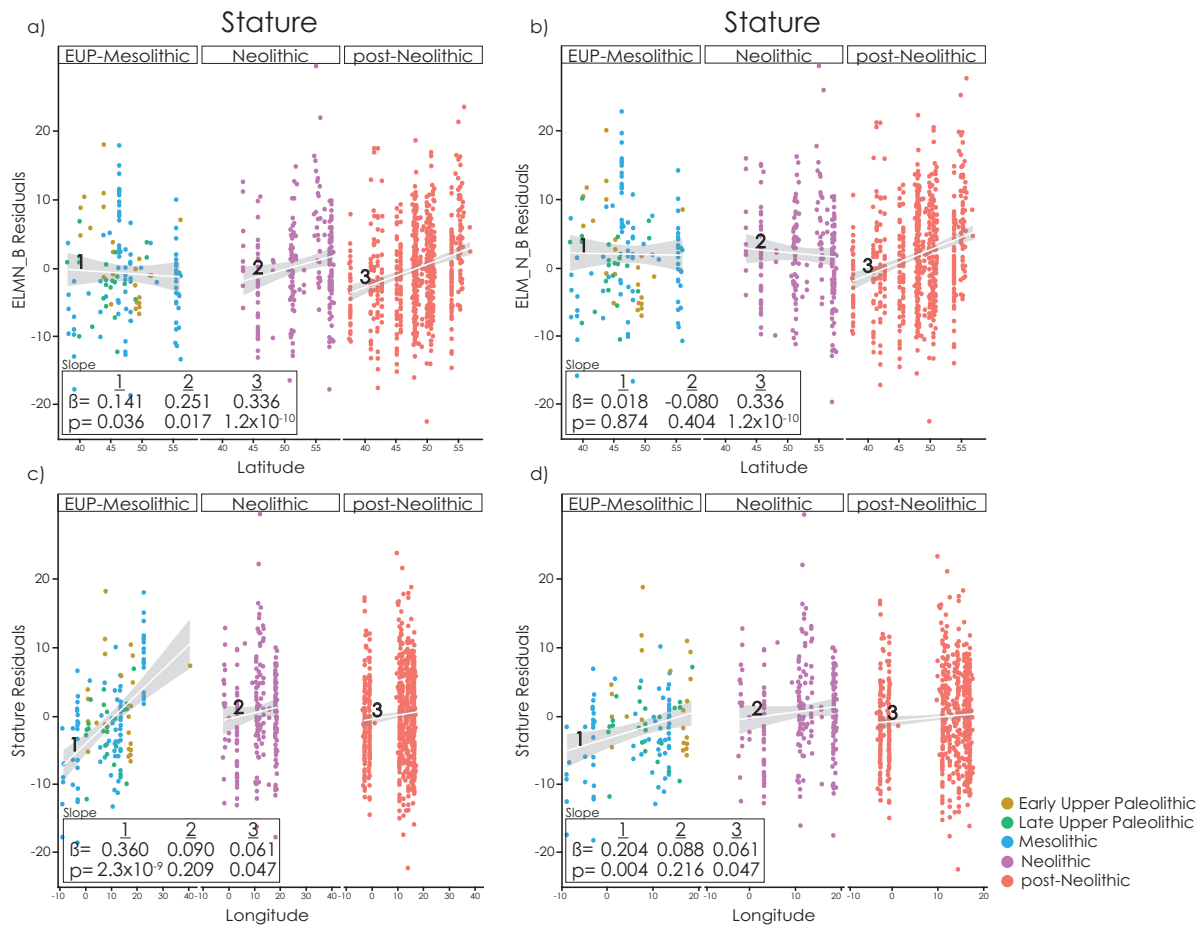 a)
Stature
EUP-Mesolithic Neolithic post-Neolithic
ELMN_B Residuals
20
10
0
-10
-20
1
2
3
Slope
1 2 3
ß= 0.141 0.251 0.336
p= 0.036 0.017 1.2x10⁻¹⁰
40 45 50 55 40 45 50 55 40 45 50 55
Latitude
b)
Stature
EUP-Mesolithic Neolithic post-Neolithic
ELM_N_B Residuals
20
10
0
-10
-20
1
2
3
Slope
1 2 3
ß= 0.018 -0.080 0.336
p= 0.874 0.404 1.2x10⁻¹⁰
40 45 50 55 40 45 50 55 40 45 50 55
Latitude
c)
EUP-Mesolithic Neolithic post-Neolithic
Stature Residuals
20
10
0
-10
-20
1
2
3
Slope
1 2 3
ß= 0.360 0.090 0.061
p= 2.3x10⁻⁹ 0.209 0.047
-10 0 10 20 30 40 -10 0 10 20 30 40 -10 0 10 20 30 40
Longitude
d)
EUP-Mesolithic Neolithic post-Neolithic
Stature Residuals
20
10
0
-10
-20
1
2
3
Slope
1 2 3
ß= 0.204 0.088 0.061
p= 0.004 0.216 0.047
-10 0 10 20 -10 0 10 20 -10 0 10 20
Longitude
Early Upper Paleolithic
Late Upper Paleolithic
Mesolithic
Neolithic
post-Neolithic